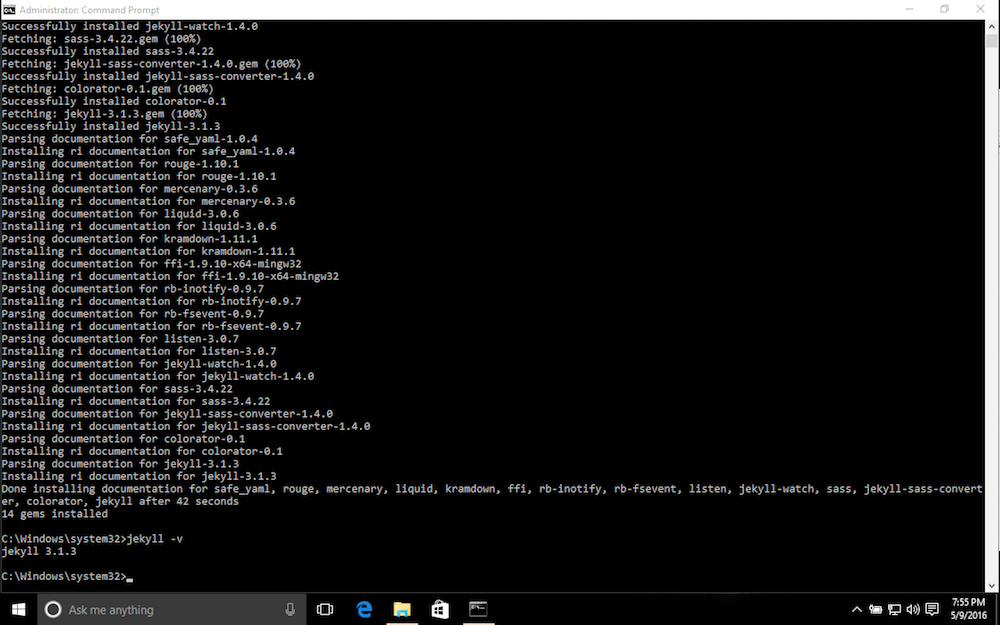 Administrator: Command Prompt
Successfully installed jekyll-watch-1.4.0
Fetching: sass-3.4.22.gem (100%)
Successfully installed sass-3.4.22
Fetching: jekyll-sass-converter-1.4.0.gem (100%)
Successfully installed jekyll-sass-converter-1.4.0
Fetching: colorator-0.1.gem (100%)
Successfully installed colorator-0.1
Fetching: jekyll-3.1.3.gem (100%)
Successfully installed jekyll-3.1.3
Parsing documentation for safe_yaml-1.0.4
Installing ri documentation for safe_yaml-1.0.4
Parsing documentation for rouge-1.10.1
Installing ri documentation for rouge-1.10.1
Parsing documentation for mercenary-0.3.6
Installing ri documentation for mercenary-0.3.6
Parsing documentation for liquid-3.0.6
Installing ri documentation for liquid-3.0.6
Parsing documentation for kramdown-1.11.1
Installing ri documentation for kramdown-1.11.1
Parsing documentation for ffi-1.9.10-x64-mingw32
Installing ri documentation for ffi-1.9.10-x64-mingw32
Parsing documentation for rb-inotify-0.9.7
Installing ri documentation for rb-inotify-0.9.7
Parsing documentation for rb-fsevent-0.9.7
Installing ri documentation for rb-fsevent-0.9.7
Parsing documentation for listen-3.0.7
Installing ri documentation for listen-3.0.7
Parsing documentation for jekyll-watch-1.4.0
Installing ri documentation for jekyll-watch-1.4.0
Parsing documentation for sass-3.4.22
Installing ri documentation for sass-3.4.22
Parsing documentation for jekyll-sass-converter-1.4.0
Installing ri documentation for jekyll-sass-converter-1.4.0
Parsing documentation for colorator-0.1
Installing ri documentation for colorator-0.1
Parsing documentation for jekyll-3.1.3
Installing ri documentation for jekyll-3.1.3
Done installing documentation for safe_yaml, rouge, mercenary, liquid, kramdown, ffi, rb-inotify, rb-fsevent, listen, jekyll-watch, sass, jekyll-sass-convert
er, colorator, jekyll after 42 seconds
14 gems installed
C:\Windows\system32>jekyll -v
jekyll 3.1.3
C:\Windows\system32>_
Ask me anything
7:55 PM
5/9/2016